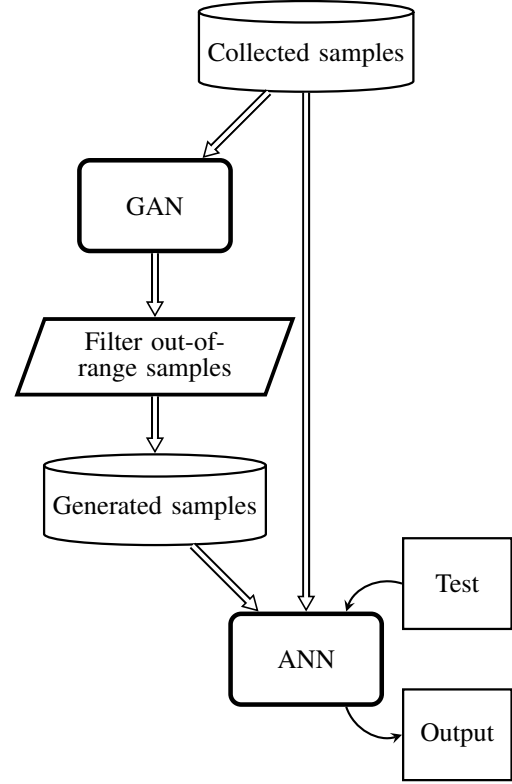 Collected samples
GAN
Filter out-of-
range samples
Generated samples
Test
ANN
Output